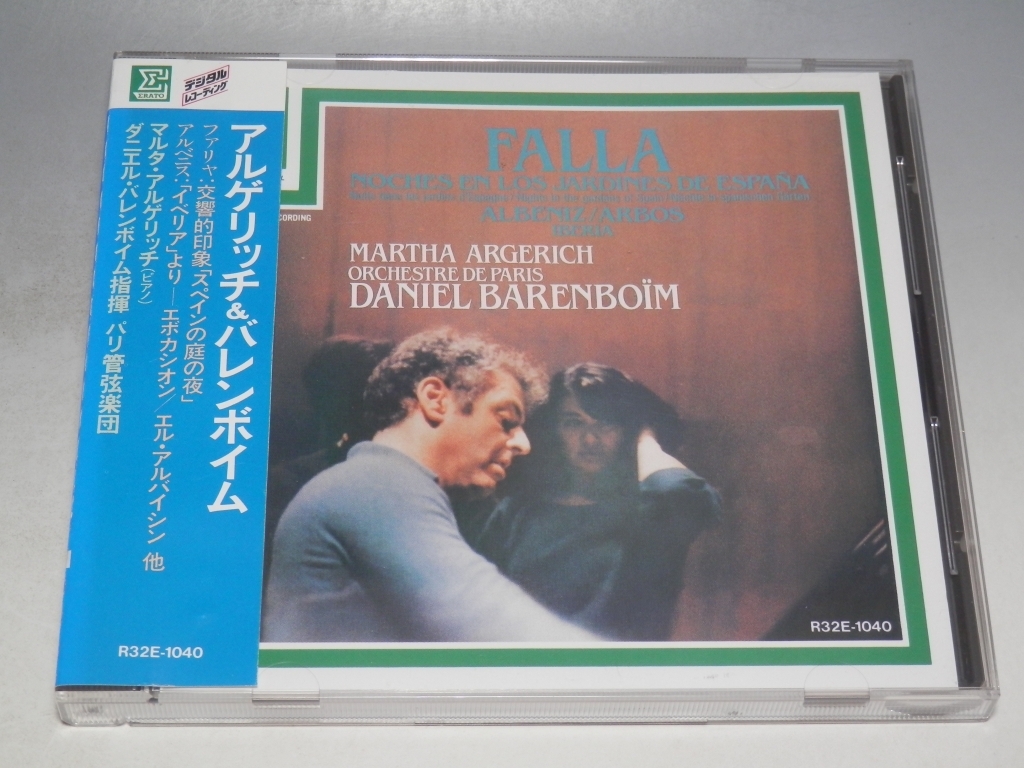 ERATO
デジタル
レコーディング
アルゲリッチ&バレンボイム
ファリャ:交響的印象「スペインの庭の夜」
アルベニス:「イベリア」より―エボカシオン/エル・アルバイシン 他
マルタ・アルゲリッチ(ピアノ)
ダニエル・バレンボイム指揮 パリ管弦楽団
R32E-1040
CORDING
FALLA
NOCHES EN LOS JARDINES DE ESPAÑA
ALBÉNIZ/ARBÓS
IBERIA
MARTHA ARGERICH
ORCHESTRE DE PARIS
DANIEL BARENBOÏM
R32E-1040